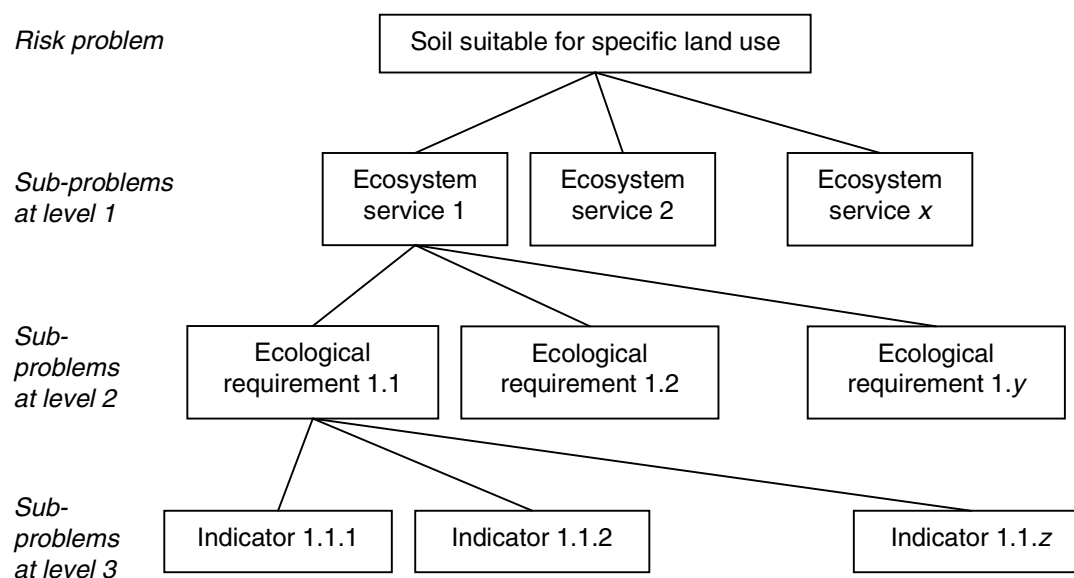 Risk problem
Soil suitable for specific land use
Sub-problems
at level 1
Ecosystem
service 1
Ecosystem
service 2
Ecosystem
service x
Sub-
problems
at level 2
Ecological
requirement 1.1
Ecological
requirement 1.2
Ecological
requirement 1.y
Sub-
problems
at level 3
Indicator 1.1.1
Indicator 1.1.2
Indicator 1.1.z